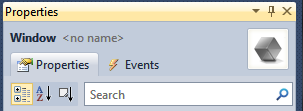 Properties
Window <no name>
Properties Events
A Z Search